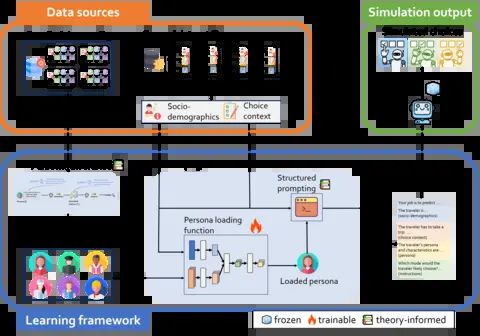 Data sources
Simulation output
Socio-
demographics
Choice
context
Structured
prompting
Persona loading
function
Loaded persona
Your job is to predict ...
The traveler is ...
(socio-demographics)
The traveler has to take a
trip ...
(choice context)
The traveler's persona
and characteristics are ...
(persona)
Which mode would the
traveler likely choose? ...
(instructions)
Learning framework
frozen
trainable
theory-informed